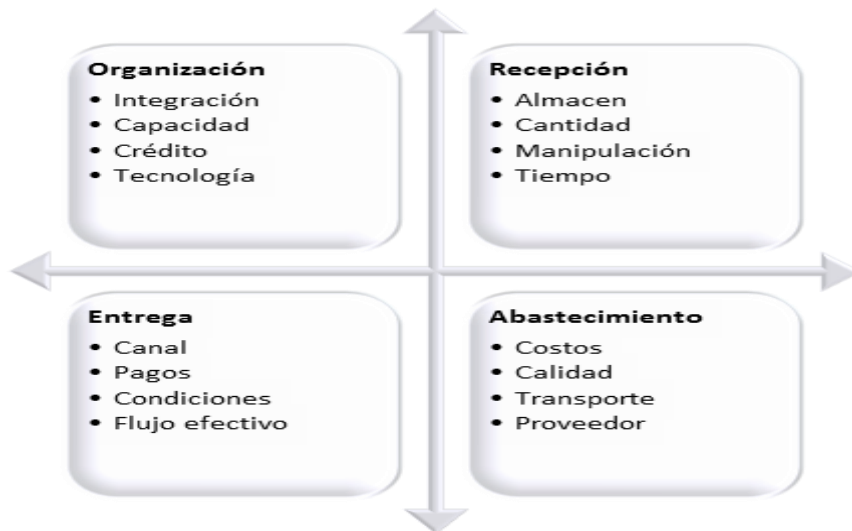 Organización
• Integración
• Capacidad
• Crédito
• Tecnología
Recepción
• Almacen
• Cantidad
• Manipulación
• Tiempo
Entrega
• Canal
• Pagos
• Condiciones
• Flujo efectivo
Abastecimiento
• Costos
• Calidad
• Transporte
• Proveedor